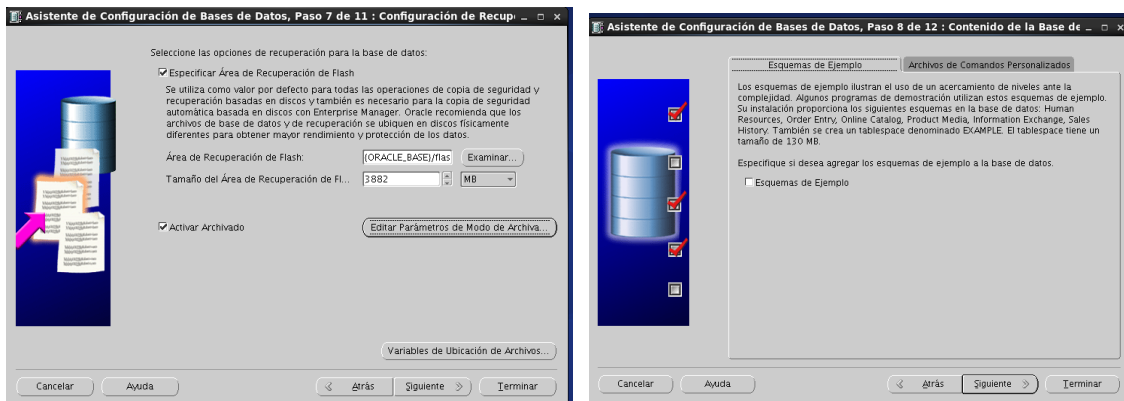 Asistente de Configuración de Bases de Datos, Paso 7 de 11 : Configuración de Recup
Seleccione las opciones de recuperación para la base de datos:
Especificar Área de Recuperación de Flash
Se utiliza como valor por defecto para todas las operaciones de copia de seguridad y
recuperación basadas en discos y también es necesario para la copia de seguridad
automática basada en discos con Enterprise Manager. Oracle recomienda que los
archivos de base de datos y de recuperación se ubiquen en discos físicamente
diferentes para obtener mayor rendimiento y protección de los datos.
Área de Recuperación de Flash: {ORACLE_BASE}/flas Examinar...
Tamaño del Área de Recuperación de Fl... 3882 MB
Activar Archivado Editar Parámetros de Modo de Archiva...
Variables de Ubicación de Archivos...
Cancelar Ayuda Atrás Siguiente Terminar
Asistente de Configuración de Bases de Datos, Paso 8 de 12 : Contenido de la Base de
Esquemas de Ejemplo Archivos de Comandos Personalizados
Los esquemas de ejemplo ilustran el uso de un acercamiento de niveles ante la
complejidad. Algunos programas de demostración utilizan estos esquemas de ejemplo.
Su instalación proporciona los siguientes esquemas en la base de datos: Human
Resources, Order Entry, Online Catalog, Product Media, Information Exchange, Sales
History. También se crea un tablespace denominado EXAMPLE. El tablespace tiene un
tamaño de 130 MB.
Especifique si desea agregar los esquemas de ejemplo a la base de datos.
Esquemas de Ejemplo
Cancelar Ayuda Atrás Siguiente Terminar